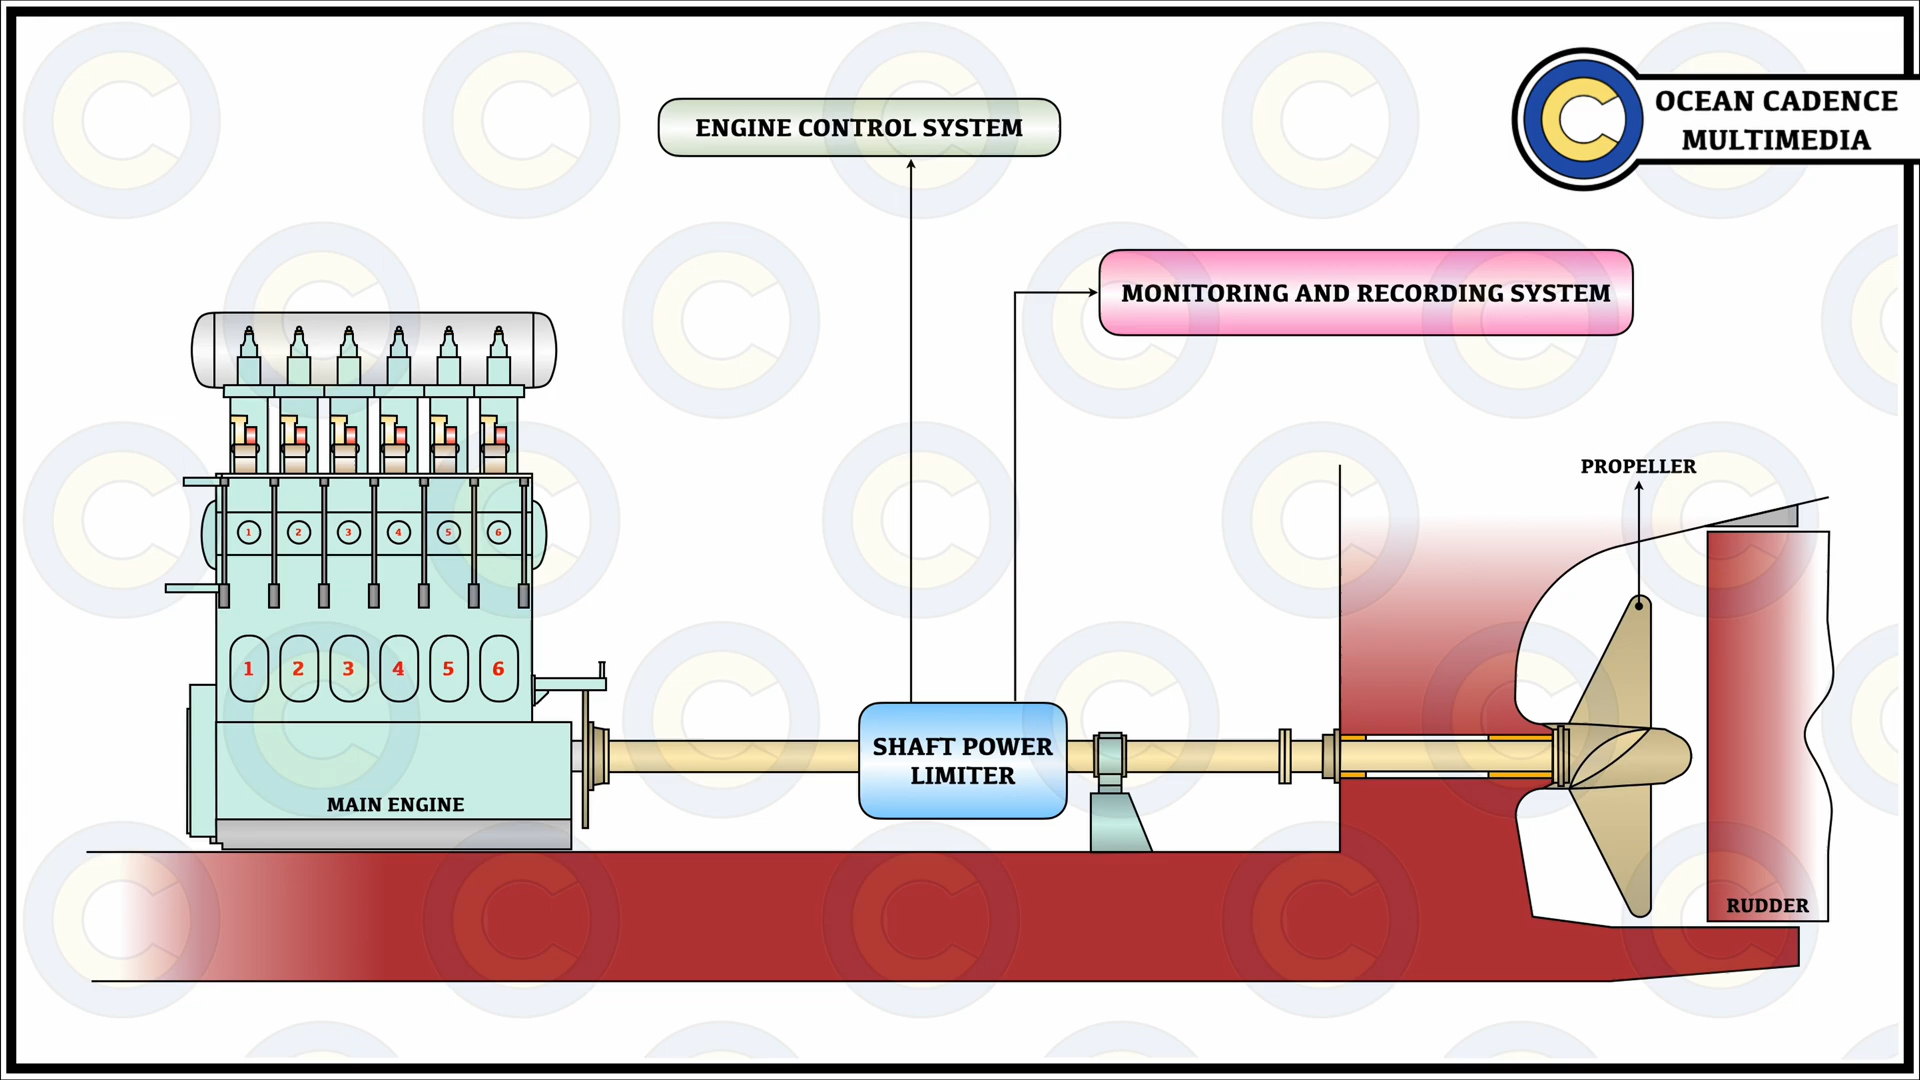 OCEAN CADENCE
MULTIMEDIA
ENGINE CONTROL SYSTEM
MONITORING AND RECORDING SYSTEM
PROPELLER
1 2 3 4 5 6
1 2 3 4 5 6
SHAFT POWER
LIMITER
MAIN ENGINE
RUDDER